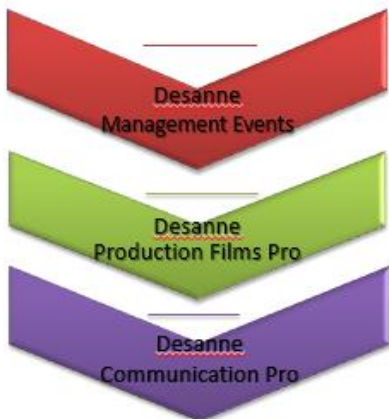 Desanne
Management Events
Desanne
Production Films Pro
Desanne
Communication Pro